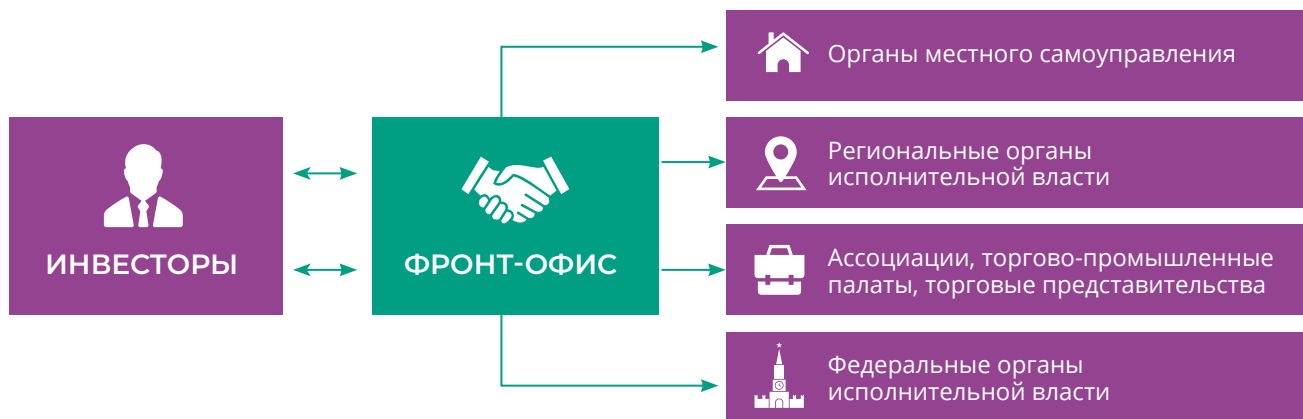 ИНВЕСТОРЫ
ФРОНТ-ОФИС
Органы местного самоуправления
Региональные органы
исполнительной власти
Ассоциации, торгово-промышленные
палаты, торговые представительства
Федеральные органы
исполнительной власти